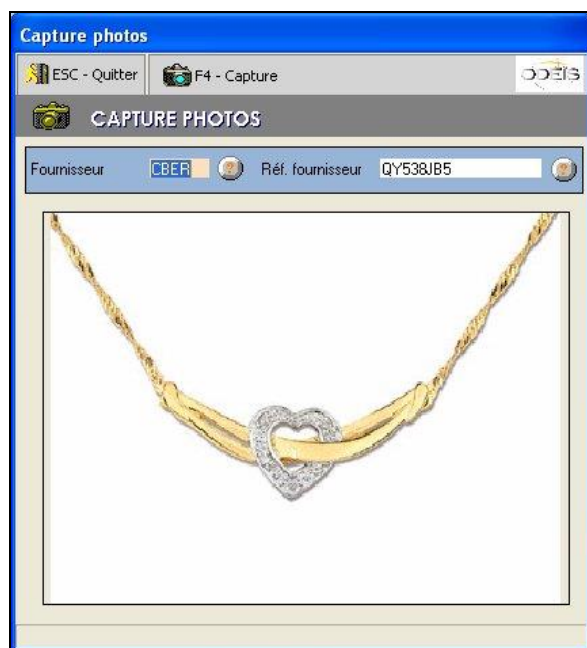 Capture photos
ESC - Quitter F4 - Capture ODEIS
CAPTURE PHOTOS
Fournisseur CBER ? Réf. fournisseur QY538JB5 ?